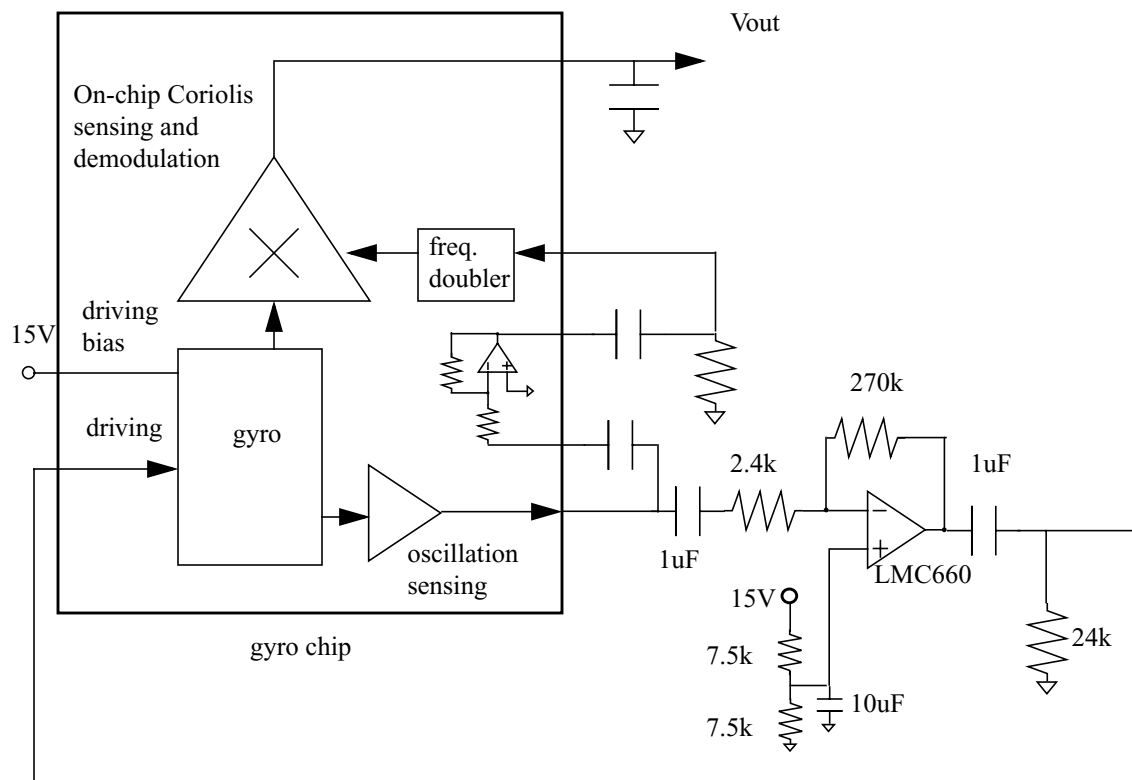 Vout
On-chip Coriolis
sensing and
demodulation
freq.
doubler
driving
bias
15V
driving
gyro
270k
2.4k
1uF
1uF
oscillation
sensing
LMC660
15V
7.5k
24k
gyro chip
10uF
7.5k